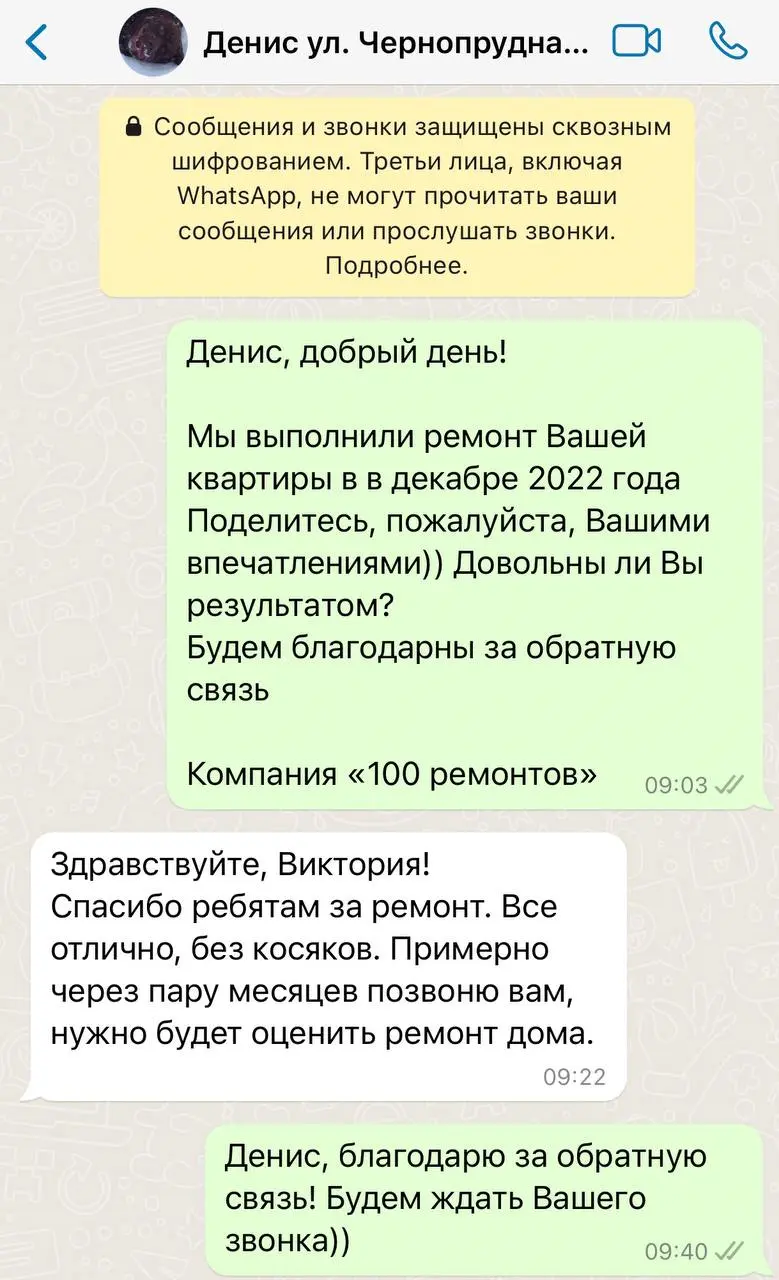 Денис ул. Чернопрудна...
Сообщения и звонки защищены сквозным
шифрованием. Третьи лица, включая
WhatsApp, не могут прочитать ваши
сообщения или прослушать звонки.
Подробнее.
Денис, добрый день!
Мы выполнили ремонт Вашей
квартиры в в декабре 2022 года
Поделитесь, пожалуйста, Вашими
впечатлениями)) Довольны ли Вы
результатом?
Будем благодарны за обратную
связь
Компания «100 ремонтов»
09:03
Здравствуйте, Виктория!
Спасибо ребятам за ремонт. Все
отлично, без косяков. Примерно
через пару месяцев позвоню вам,
нужно будет оценить ремонт дома.
09:22
Денис, благодарю за обратную
связь! Будем ждать Вашего
звонка))
09:40